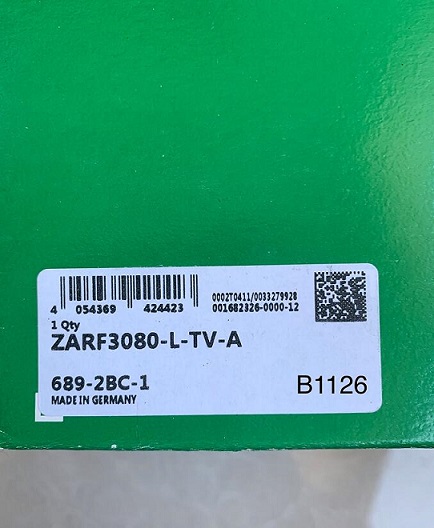 4 054369 424423
0002T0411/0033279928
001682326-0000-12
1 Qty
ZARF3080-L-TV-A
689-2BC-1
B1126
MADE IN GERMANY